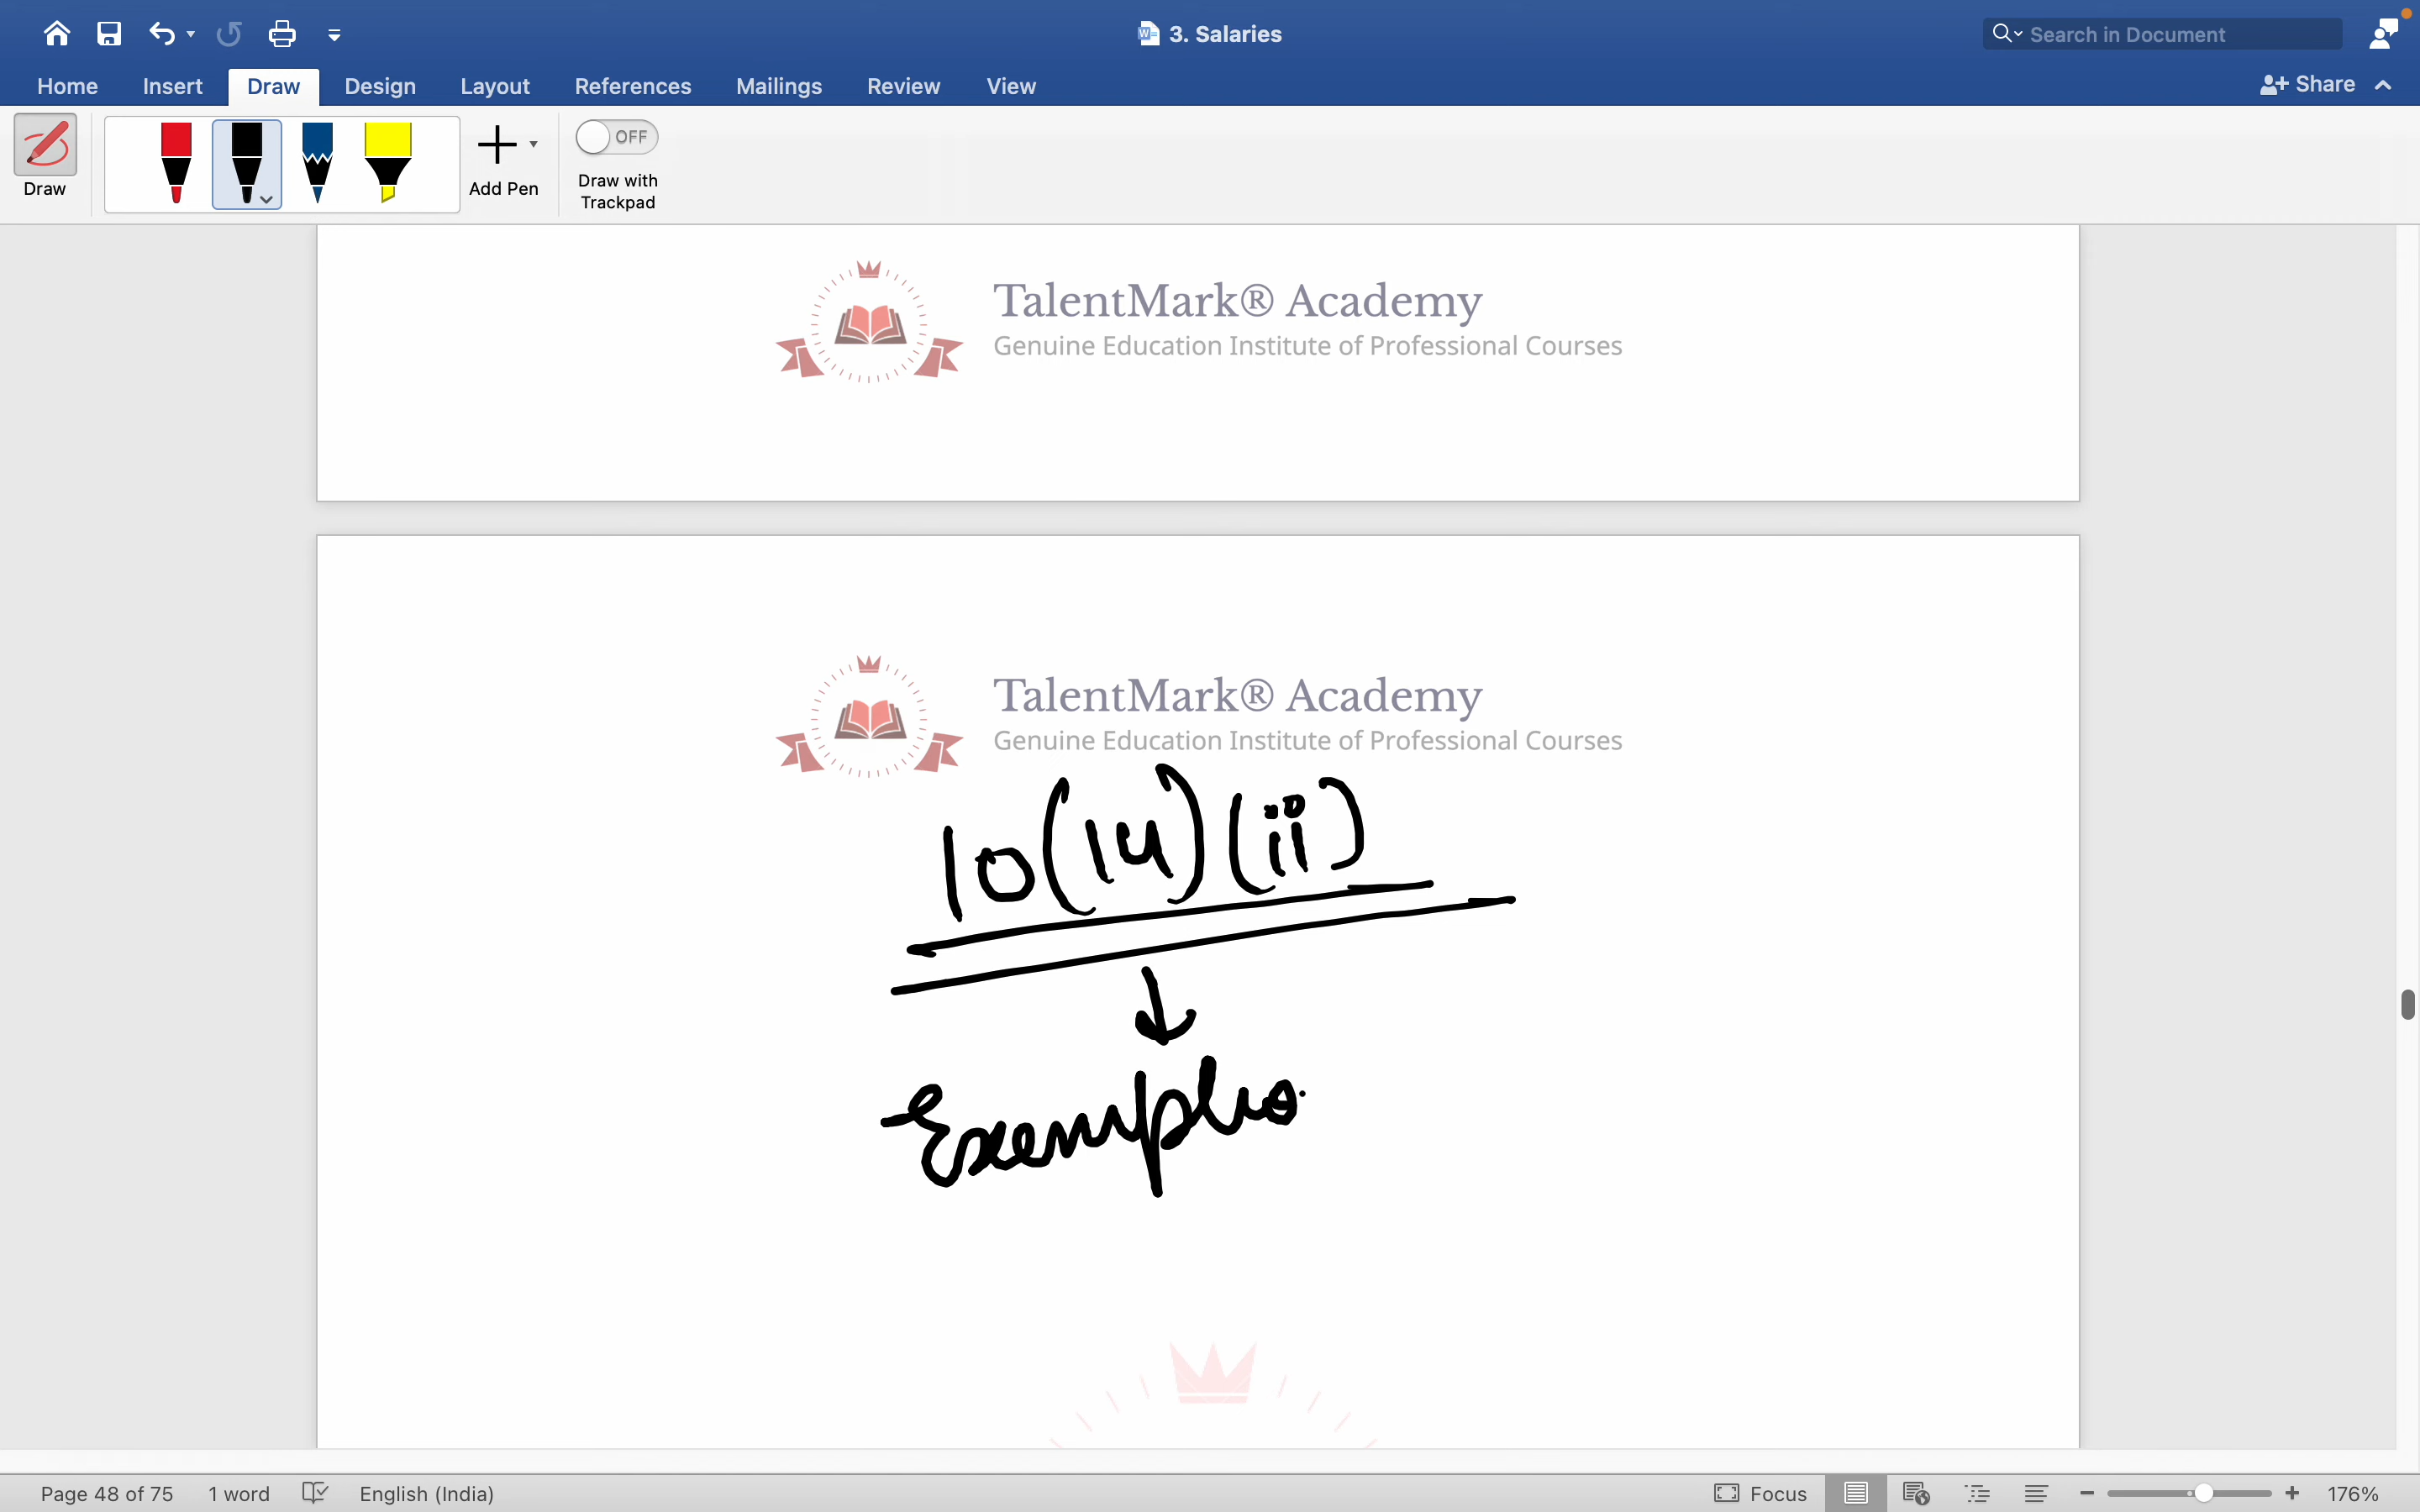 3. Salaries
Search in Document
Home Insert Draw Design Layout References Mailings Review View
Share
OFF
Draw
Add Pen
Draw with
Trackpad
TalentMark® Academy
Genuine Education Institute of Professional Courses
TalentMark® Academy
Genuine Education Institute of Professional Courses
10(14)(ii)
Page 48 of 75 1 word English (India) Focus 176%